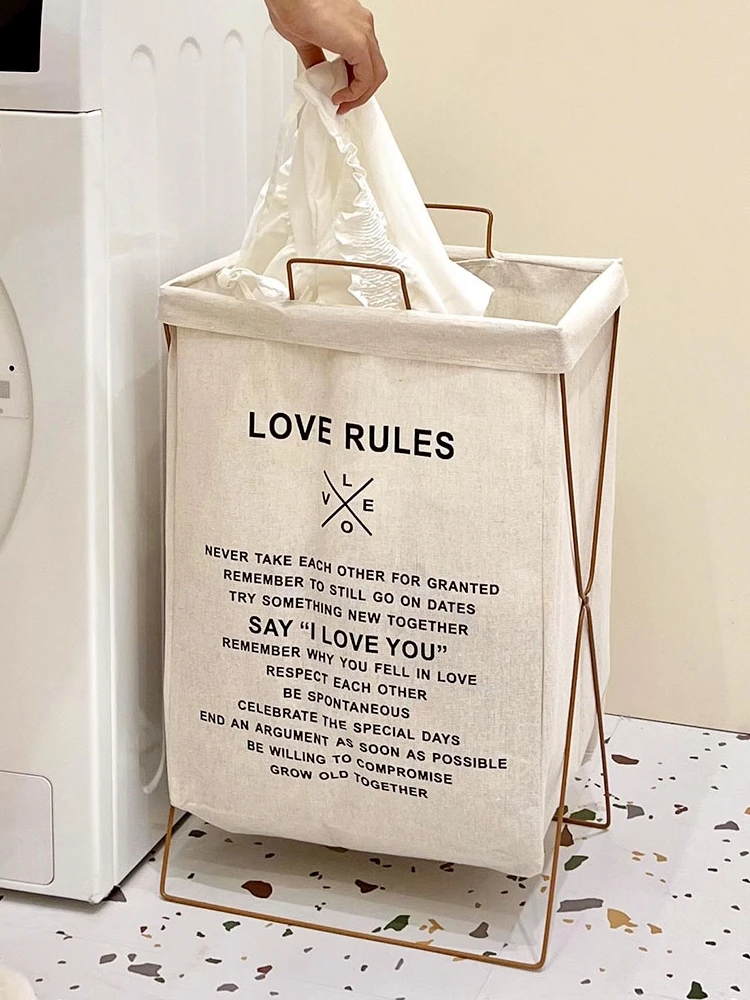 LOVE RULES
L
V E
O
NEVER TAKE EACH OTHER FOR GRANTED
REMEMBER TO STILL GO ON DATES
TRY SOMETHING NEW TOGETHER
SAY “I LOVE YOU”
REMEMBER WHY YOU FELL IN LOVE
RESPECT EACH OTHER
BE SPONTANEOUS
CELEBRATE THE SPECIAL DAYS
END AN ARGUMENT AS SOON AS POSSIBLE
BE WILLING TO COMPROMISE
GROW OLD TOGETHER